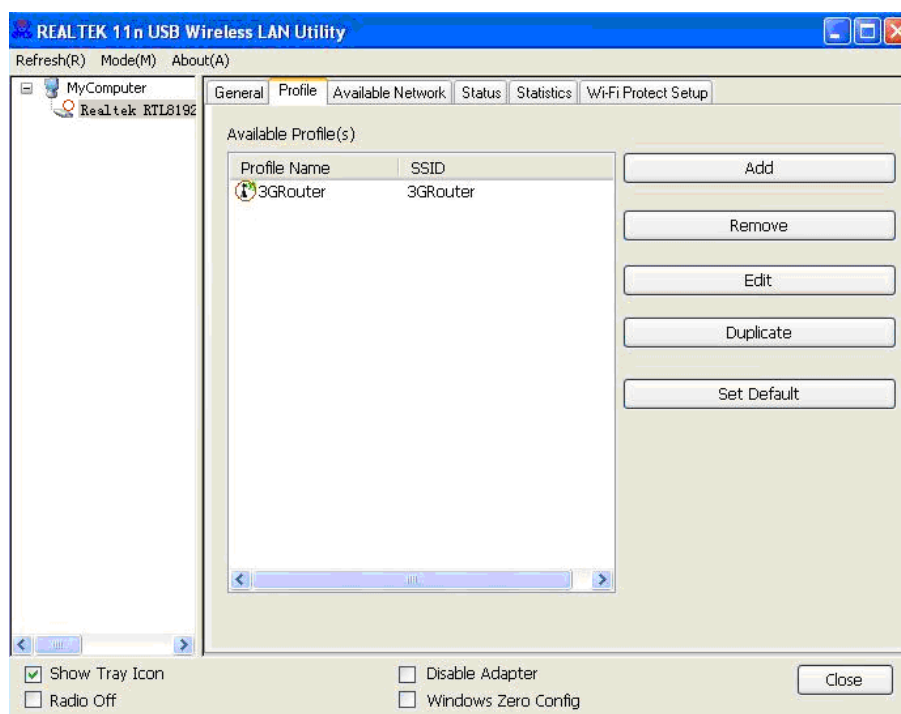 REALTEK 11n USB Wireless LAN Utility
Refresh(R) Mode(M) About(A)
MyComputer
Realtek RTL8192
General Profile Available Network Status Statistics Wi-Fi Protect Setup
Available Profile(s)
Profile Name SSID
3GRouter 3GRouter
Add
Remove
Edit
Duplicate
Set Default
Show Tray Icon
Radio Off
Disable Adapter
Windows Zero Config
Close